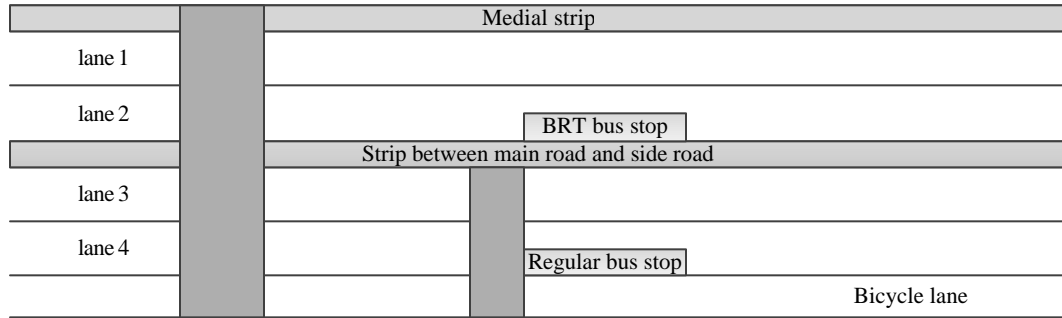 Medial strip
lane 1
lane 2
BRT bus stop
Strip between main road and side road
lane 3
lane 4
Regular bus stop
Bicycle lane